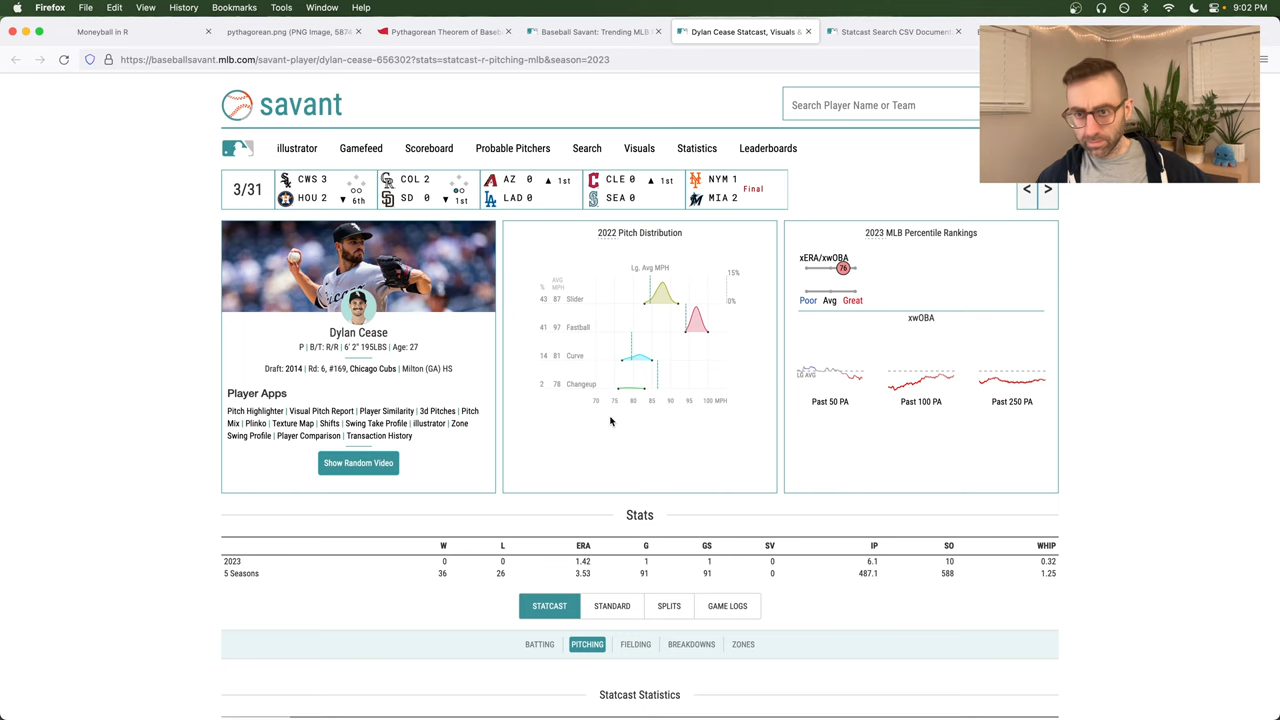 Firefox File Edit View History Bookmarks Tools Window Help
Fri Mar 31 9:01 PM
Moneyball in R
pythagorean.png (PNG Image, 5874
Pythagorean Theorem of Baseb
Baseball Savant: Trending MLB
Dylan Cease Statcast, Visuals &
Statcast Search CSV Document
https://baseballsavant.mlb.com/savant-player/dylan-cease-656302?stats=statcast-r-pitching-mlb&season=2023
savant
Search Player Name or Team
illustrator Gamefeed Scoreboard Probable Pitchers Search Visuals Statistics Leaderboards
3/31
CWS 3
HOU 2 ▼ 6th
COL 2
SD 0 ▼ 1st
AZ 0 ▲ 1st
LAD 0
CLE 0 ▲ 1st
SEA 0
NYM 1
MIA 2
Final
< >
Dylan Cease
P | B/T: R/R | 6' 2" 195LBS | Age: 27
Draft: 2014 | Rd: 6, #169, Chicago Cubs | Milton (GA) HS
Player Apps
Pitch Highlighter | Visual Pitch Report | Player Similarity | 3d Pitches | Pitch
Mix | Plinko | Texture Map | Shifts | Swing Take Profile | illustrator | Zone
Swing Profile | Player Comparison | Transaction History
Show Random Video
2022 Pitch Distribution
Lg. Avg MPH
15%
0%
% AVG MPH
43 87 Slider
41 97 Fastball
14 81 Curve
2 78 Changeup
70 75 80 85 90 95 100 MPH
2023 MLB Percentile Rankings
xERA/xwOBA
76
Poor Avg Great
xwOBA
LG AVG
Past 50 PA Past 100 PA Past 250 PA
Stats
W L ERA G GS SV IP SO WHIP
2023 0 0 1.42 1 1 0 6.1 10 0.32
5 Seasons 36 26 3.53 91 91 0 487.1 588 1.25
STATCAST STANDARD SPLITS GAME LOGS
BATTING PITCHING FIELDING BREAKDOWNS ZONES
Statcast Statistics